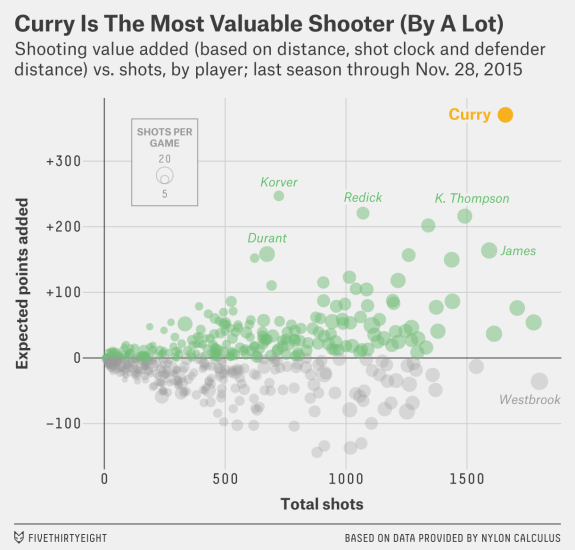 Curry Is The Most Valuable Shooter (By A Lot)
Shooting value added (based on distance, shot clock and defender
distance) vs. shots, by player; last season through Nov. 28, 2015
Curry
SHOTS PER
GAME
20
5
+300
Korver
Redick
K. Thompson
+200
Durant
James
+100
0
Westbrook
−100
Expected points added
0
500
1000
1500
Total shots
FIVETHIRTYEIGHT
BASED ON DATA PROVIDED BY NYLON CALCULUS